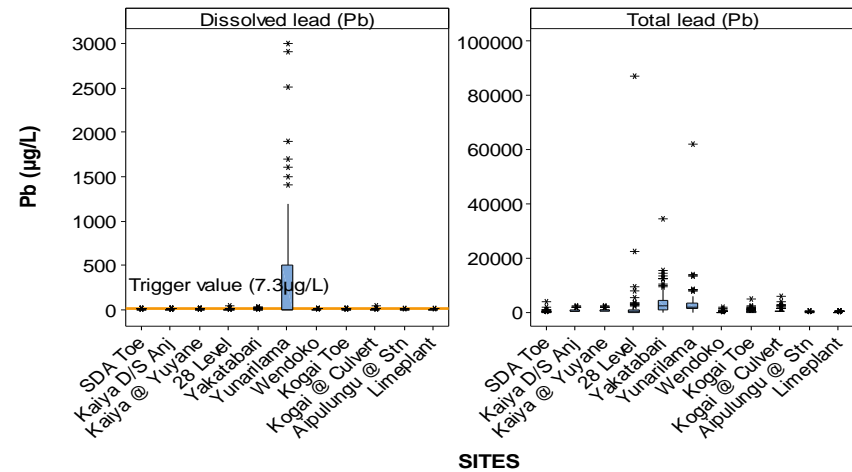 Dissolved lead (Pb)
Total lead (Pb)
Pb (µg/L)
3000
2500
2000
1500
1000
500
0
Trigger value (7.3µg/L)
100000
80000
60000
40000
20000
0
SDA Toe
Kaiya D/S Anj
Kaiya @ Yuyane
28 Level
Yakatabari
Yunarilama
Wendoko
Kogai Toe
Kogai @ Culvert
Aipulungu @ Stn
Limeplant
SDA Toe
Kaiya D/S Anj
Kaiya @ Yuyane
28 Level
Yakatabari
Yunarilama
Wendoko
Kogai Toe
Kogai @ Culvert
Aipulungu @ Stn
Limeplant
SITES